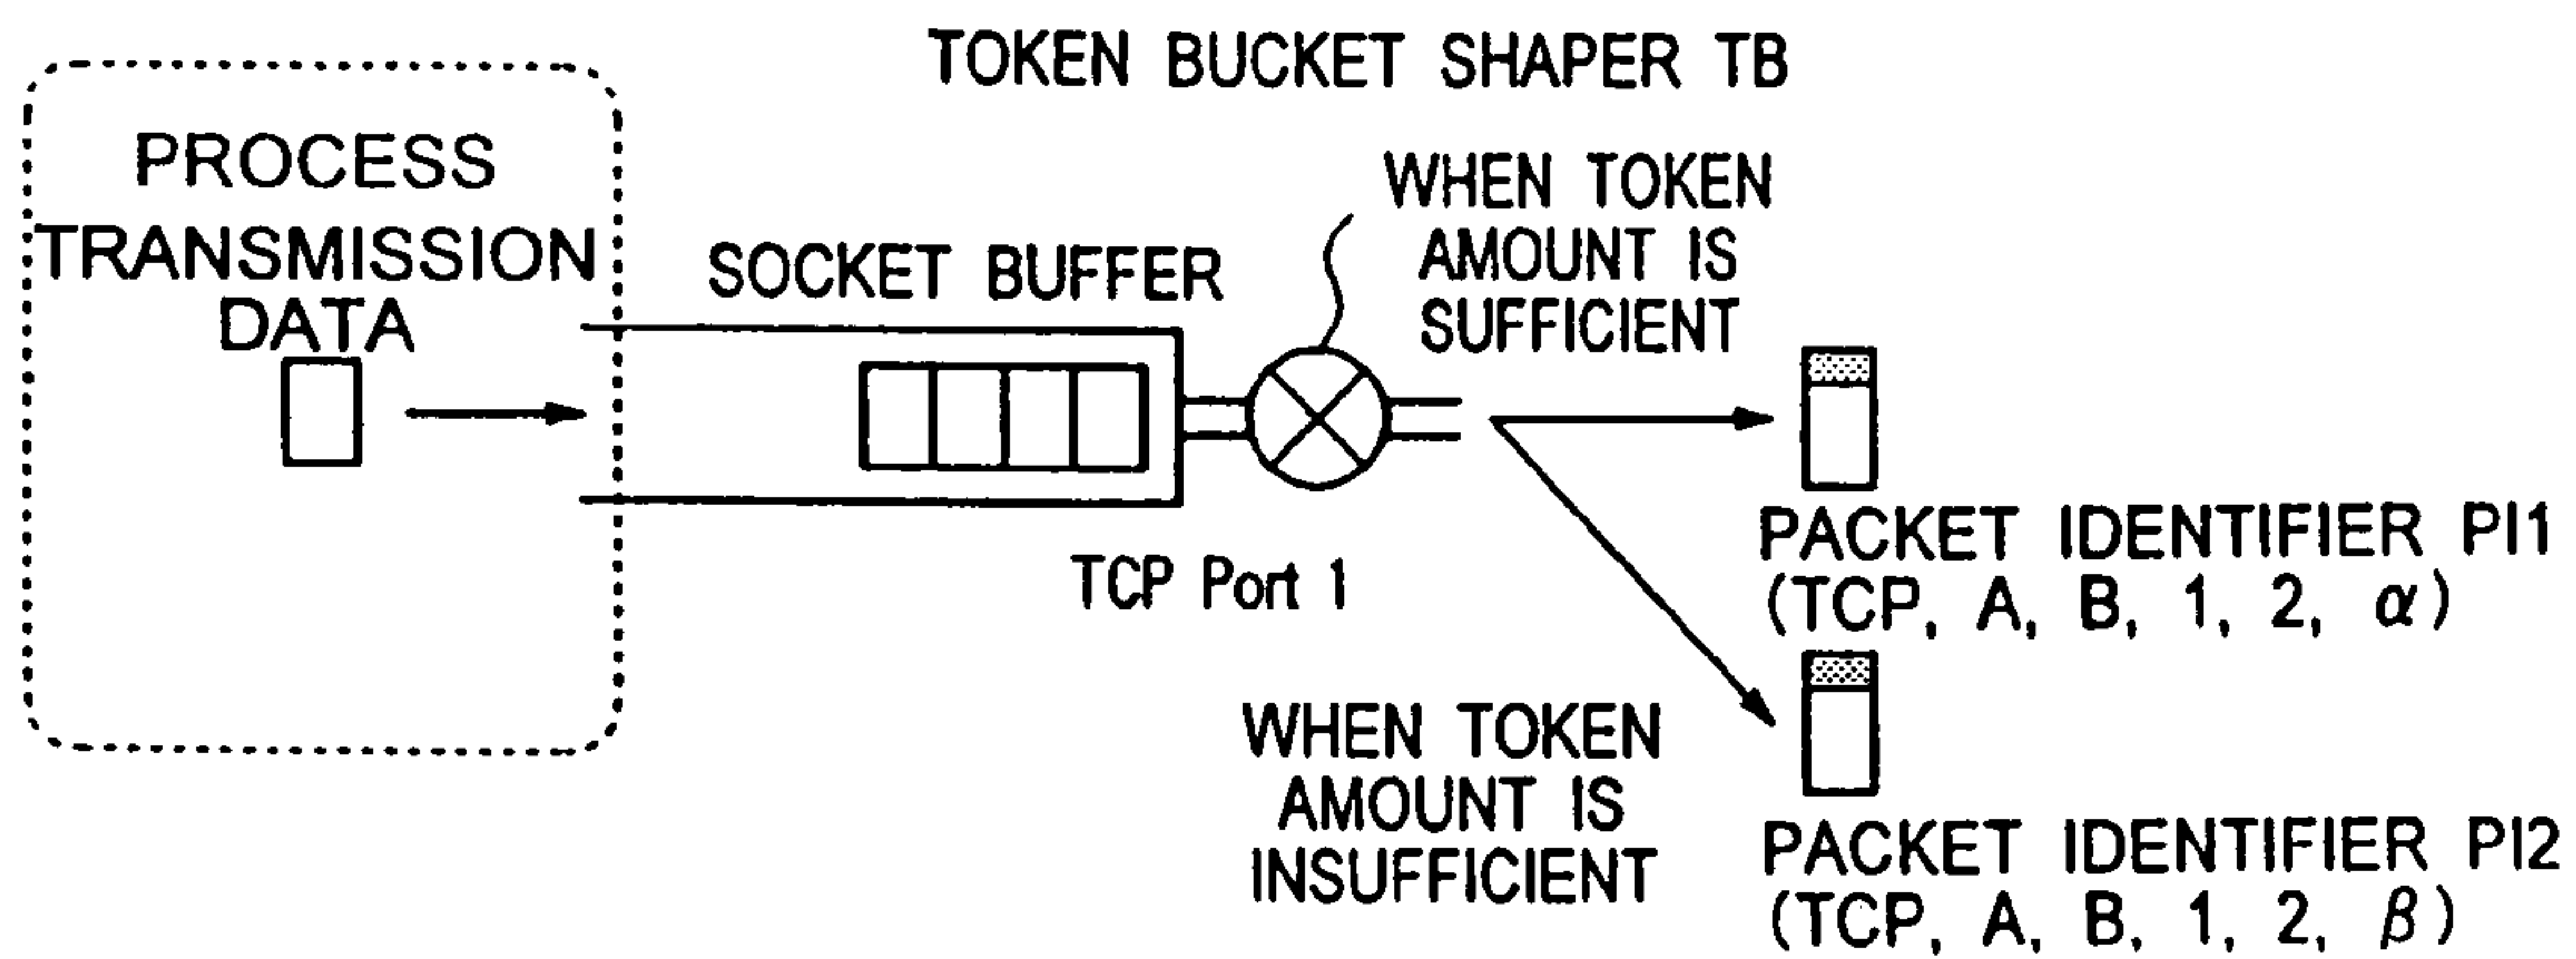 TOKEN BUCKET SHAPER TB
PROCESS
TRANSMISSION
DATA
SOCKET BUFFER
WHEN TOKEN
AMOUNT IS
SUFFICIENT
TCP Port 1
PACKET IDENTIFIER PI1
(TCP, A, B, 1, 2, α)
WHEN TOKEN
AMOUNT IS
INSUFFICIENT
PACKET IDENTIFIER PI2
(TCP, A, B, 1, 2, β)